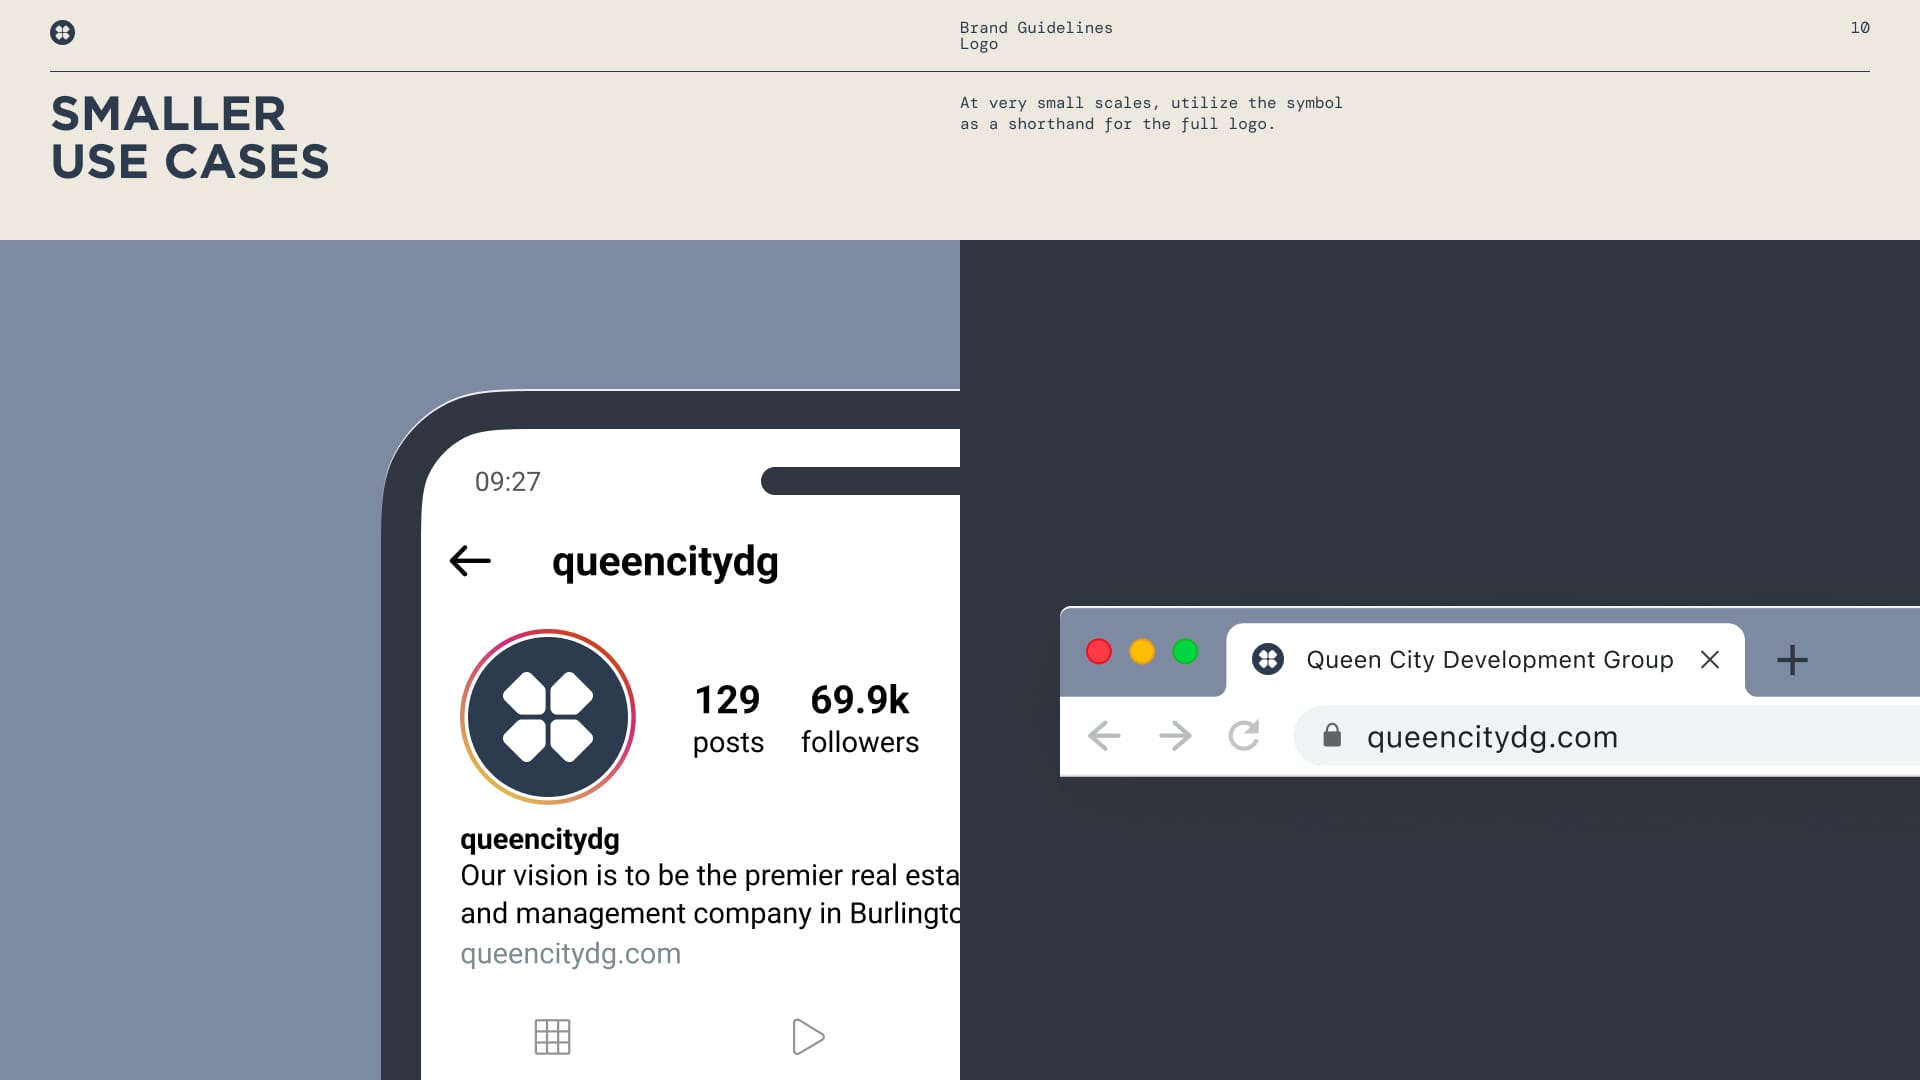 Brand Guidelines
Logo
10
SMALLER
USE CASES
At very small scales, utilize the symbol
as a shorthand for the full logo.
09:27
queencitydg
129
posts
69.9k
followers
queencitydg
Our vision is to be the premier real esta
and management company in Burlingto
queencitydg.com
Queen City Development Group
queencitydg.com